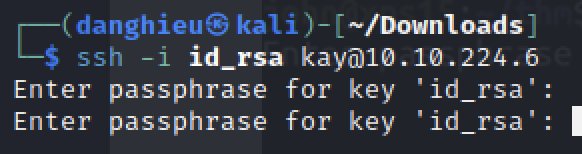 ┌──(danghieu㉿kali)-[~/Downloads]
└─$ ssh -i id_rsa kay@10.10.224.6
Enter passphrase for key 'id_rsa':
Enter passphrase for key 'id_rsa':